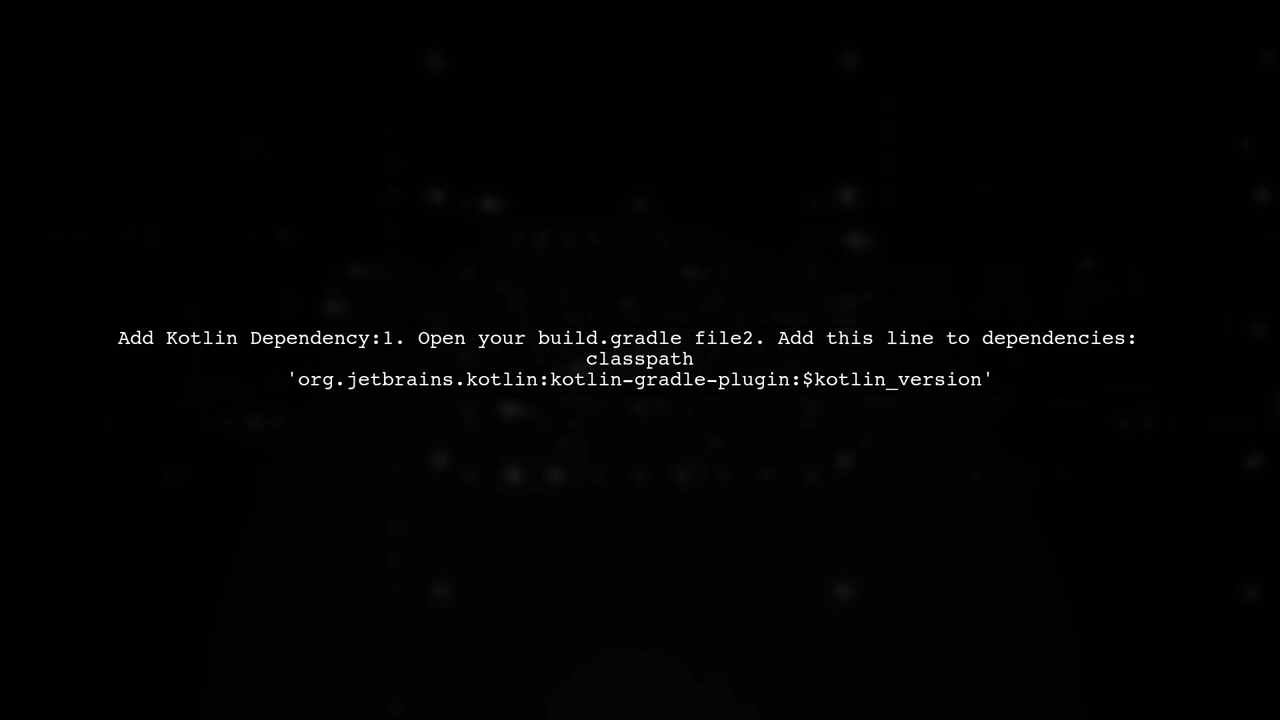 Add Kotlin Dependency:1. Open your build.gradle file2. Add this line to dependencies:
classpath
'org.jetbrains.kotlin:kotlin-gradle-plugin:$kotlin_version'